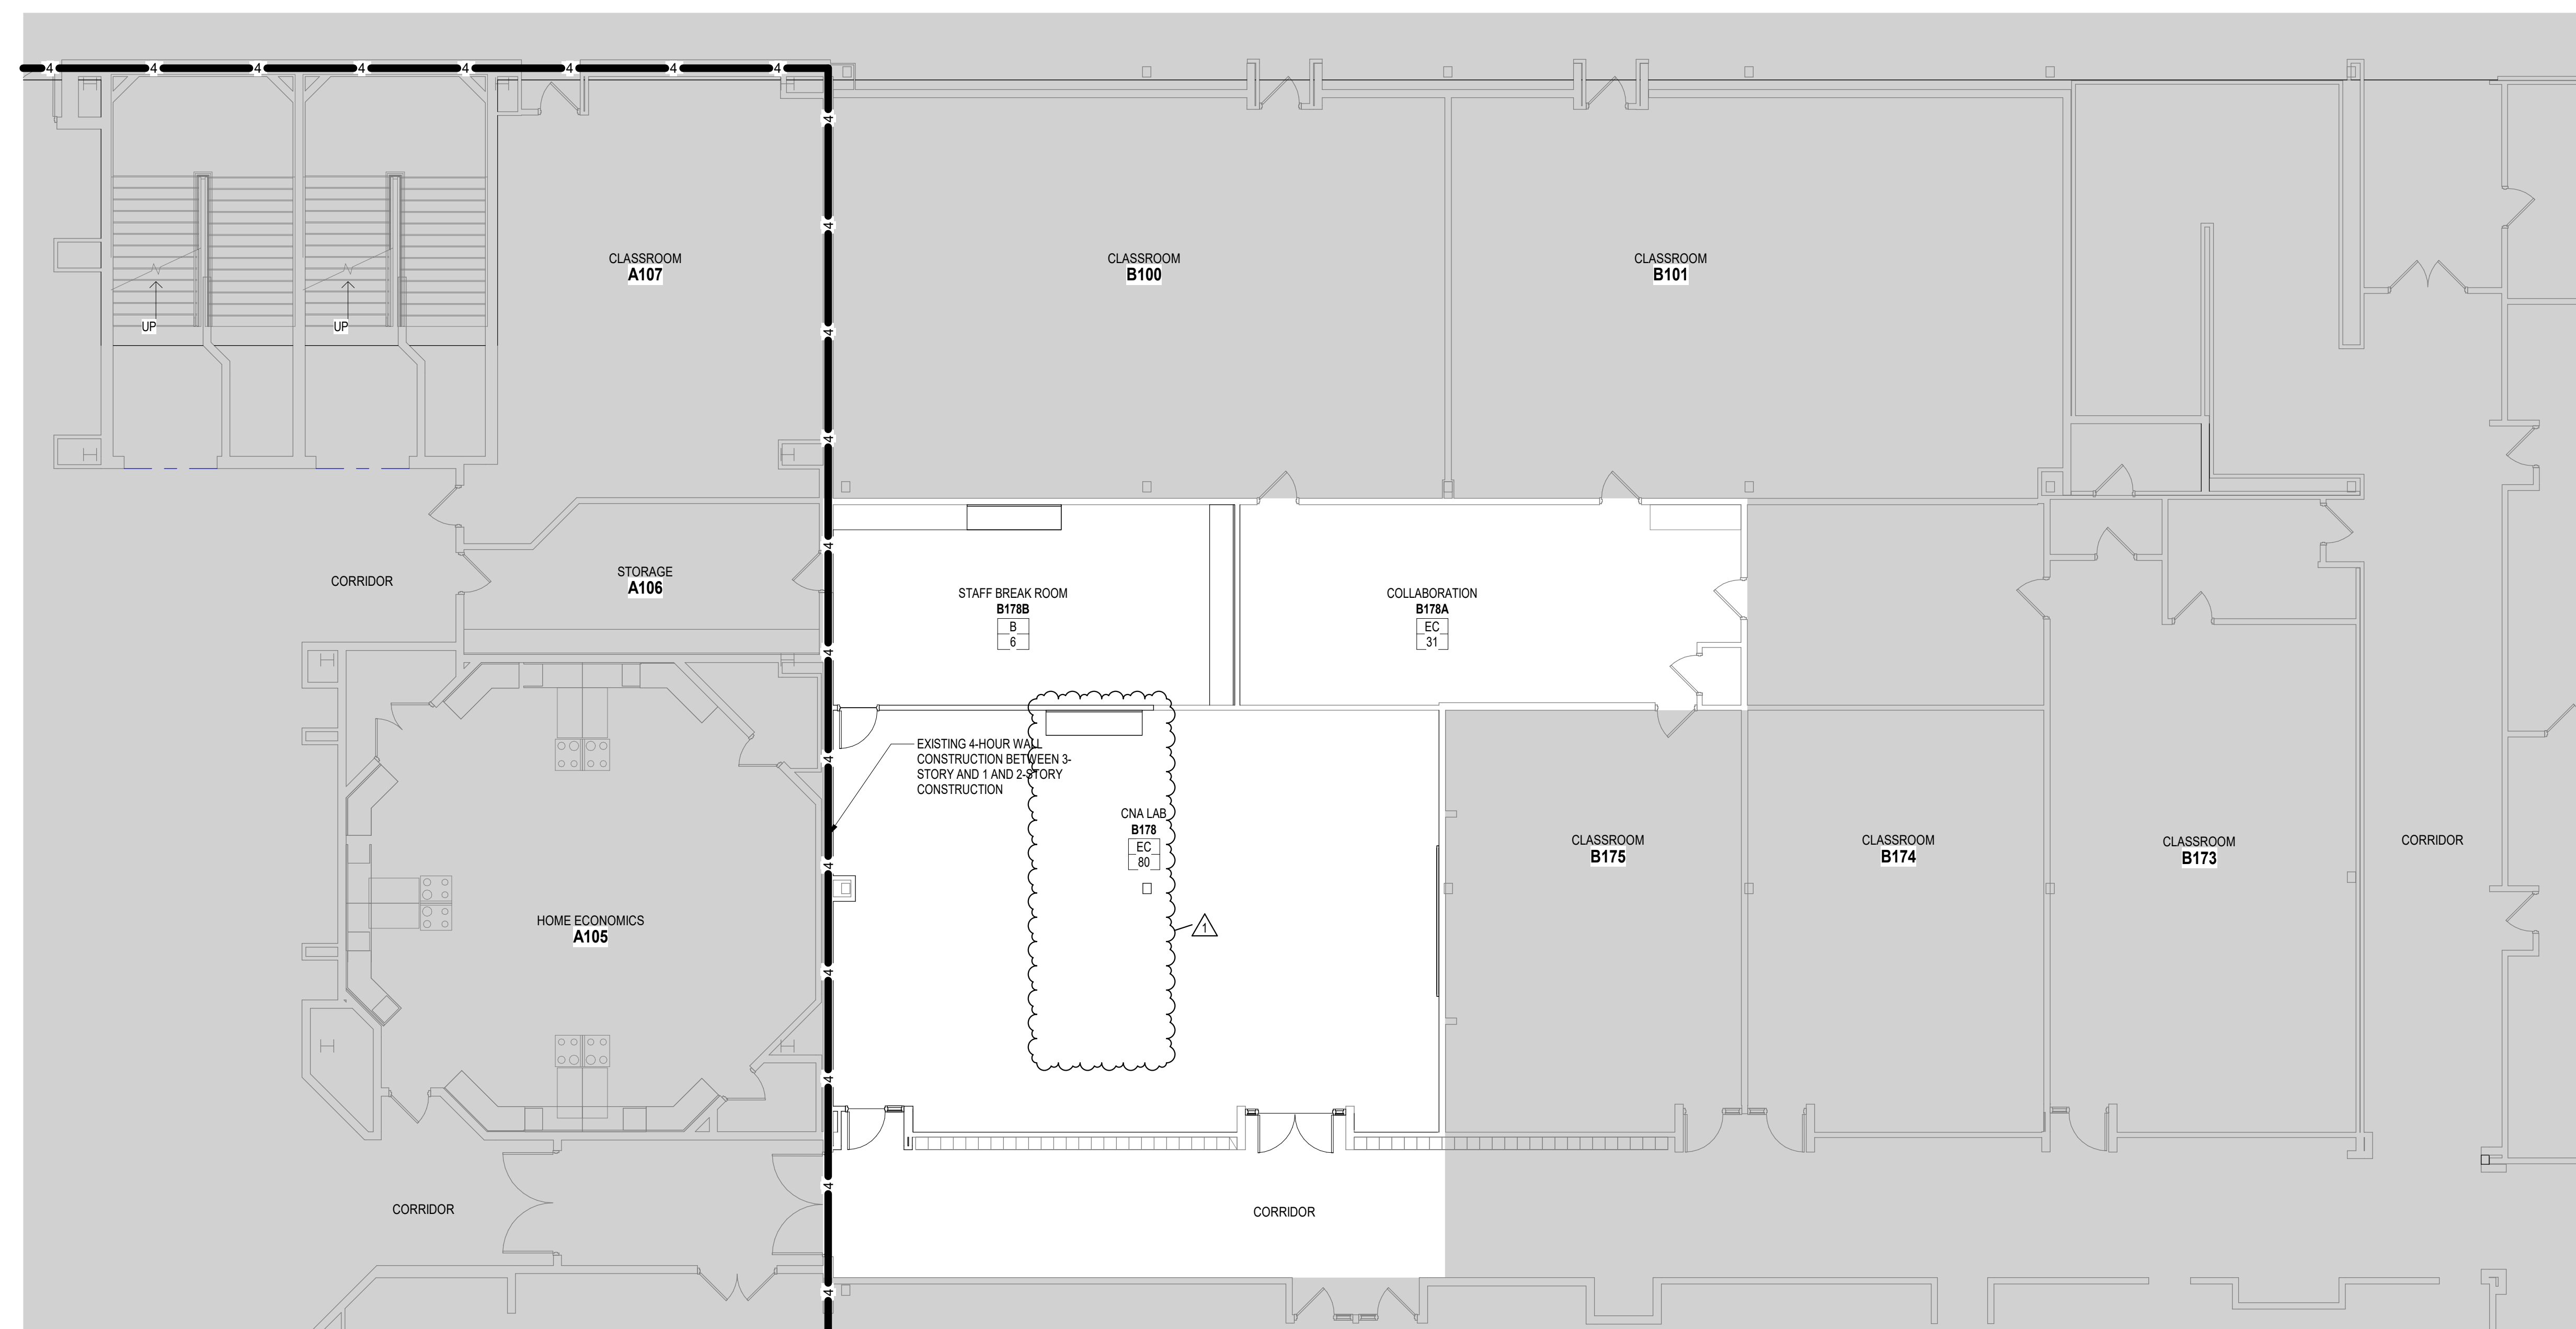 4 4 4 4 4 4 4 4
4
4
4
4
4
4
4
4
4
4
4
4
CLASSROOM
A107
CLASSROOM
B100
CLASSROOM
B101
UP
UP
CORRIDOR
STORAGE
A106
STAFF BREAK ROOM
B178B
B
6
COLLABORATION
B178A
EC
31
EXISTING 4-HOUR WALL
CONSTRUCTION BETWEEN 3-
STORY AND 1 AND 2-STORY
CONSTRUCTION
CNA LAB
B178
EC
80
1
CLASSROOM
B175
CLASSROOM
B174
CLASSROOM
B173
CORRIDOR
HOME ECONOMICS
A105
CORRIDOR
CORRIDOR